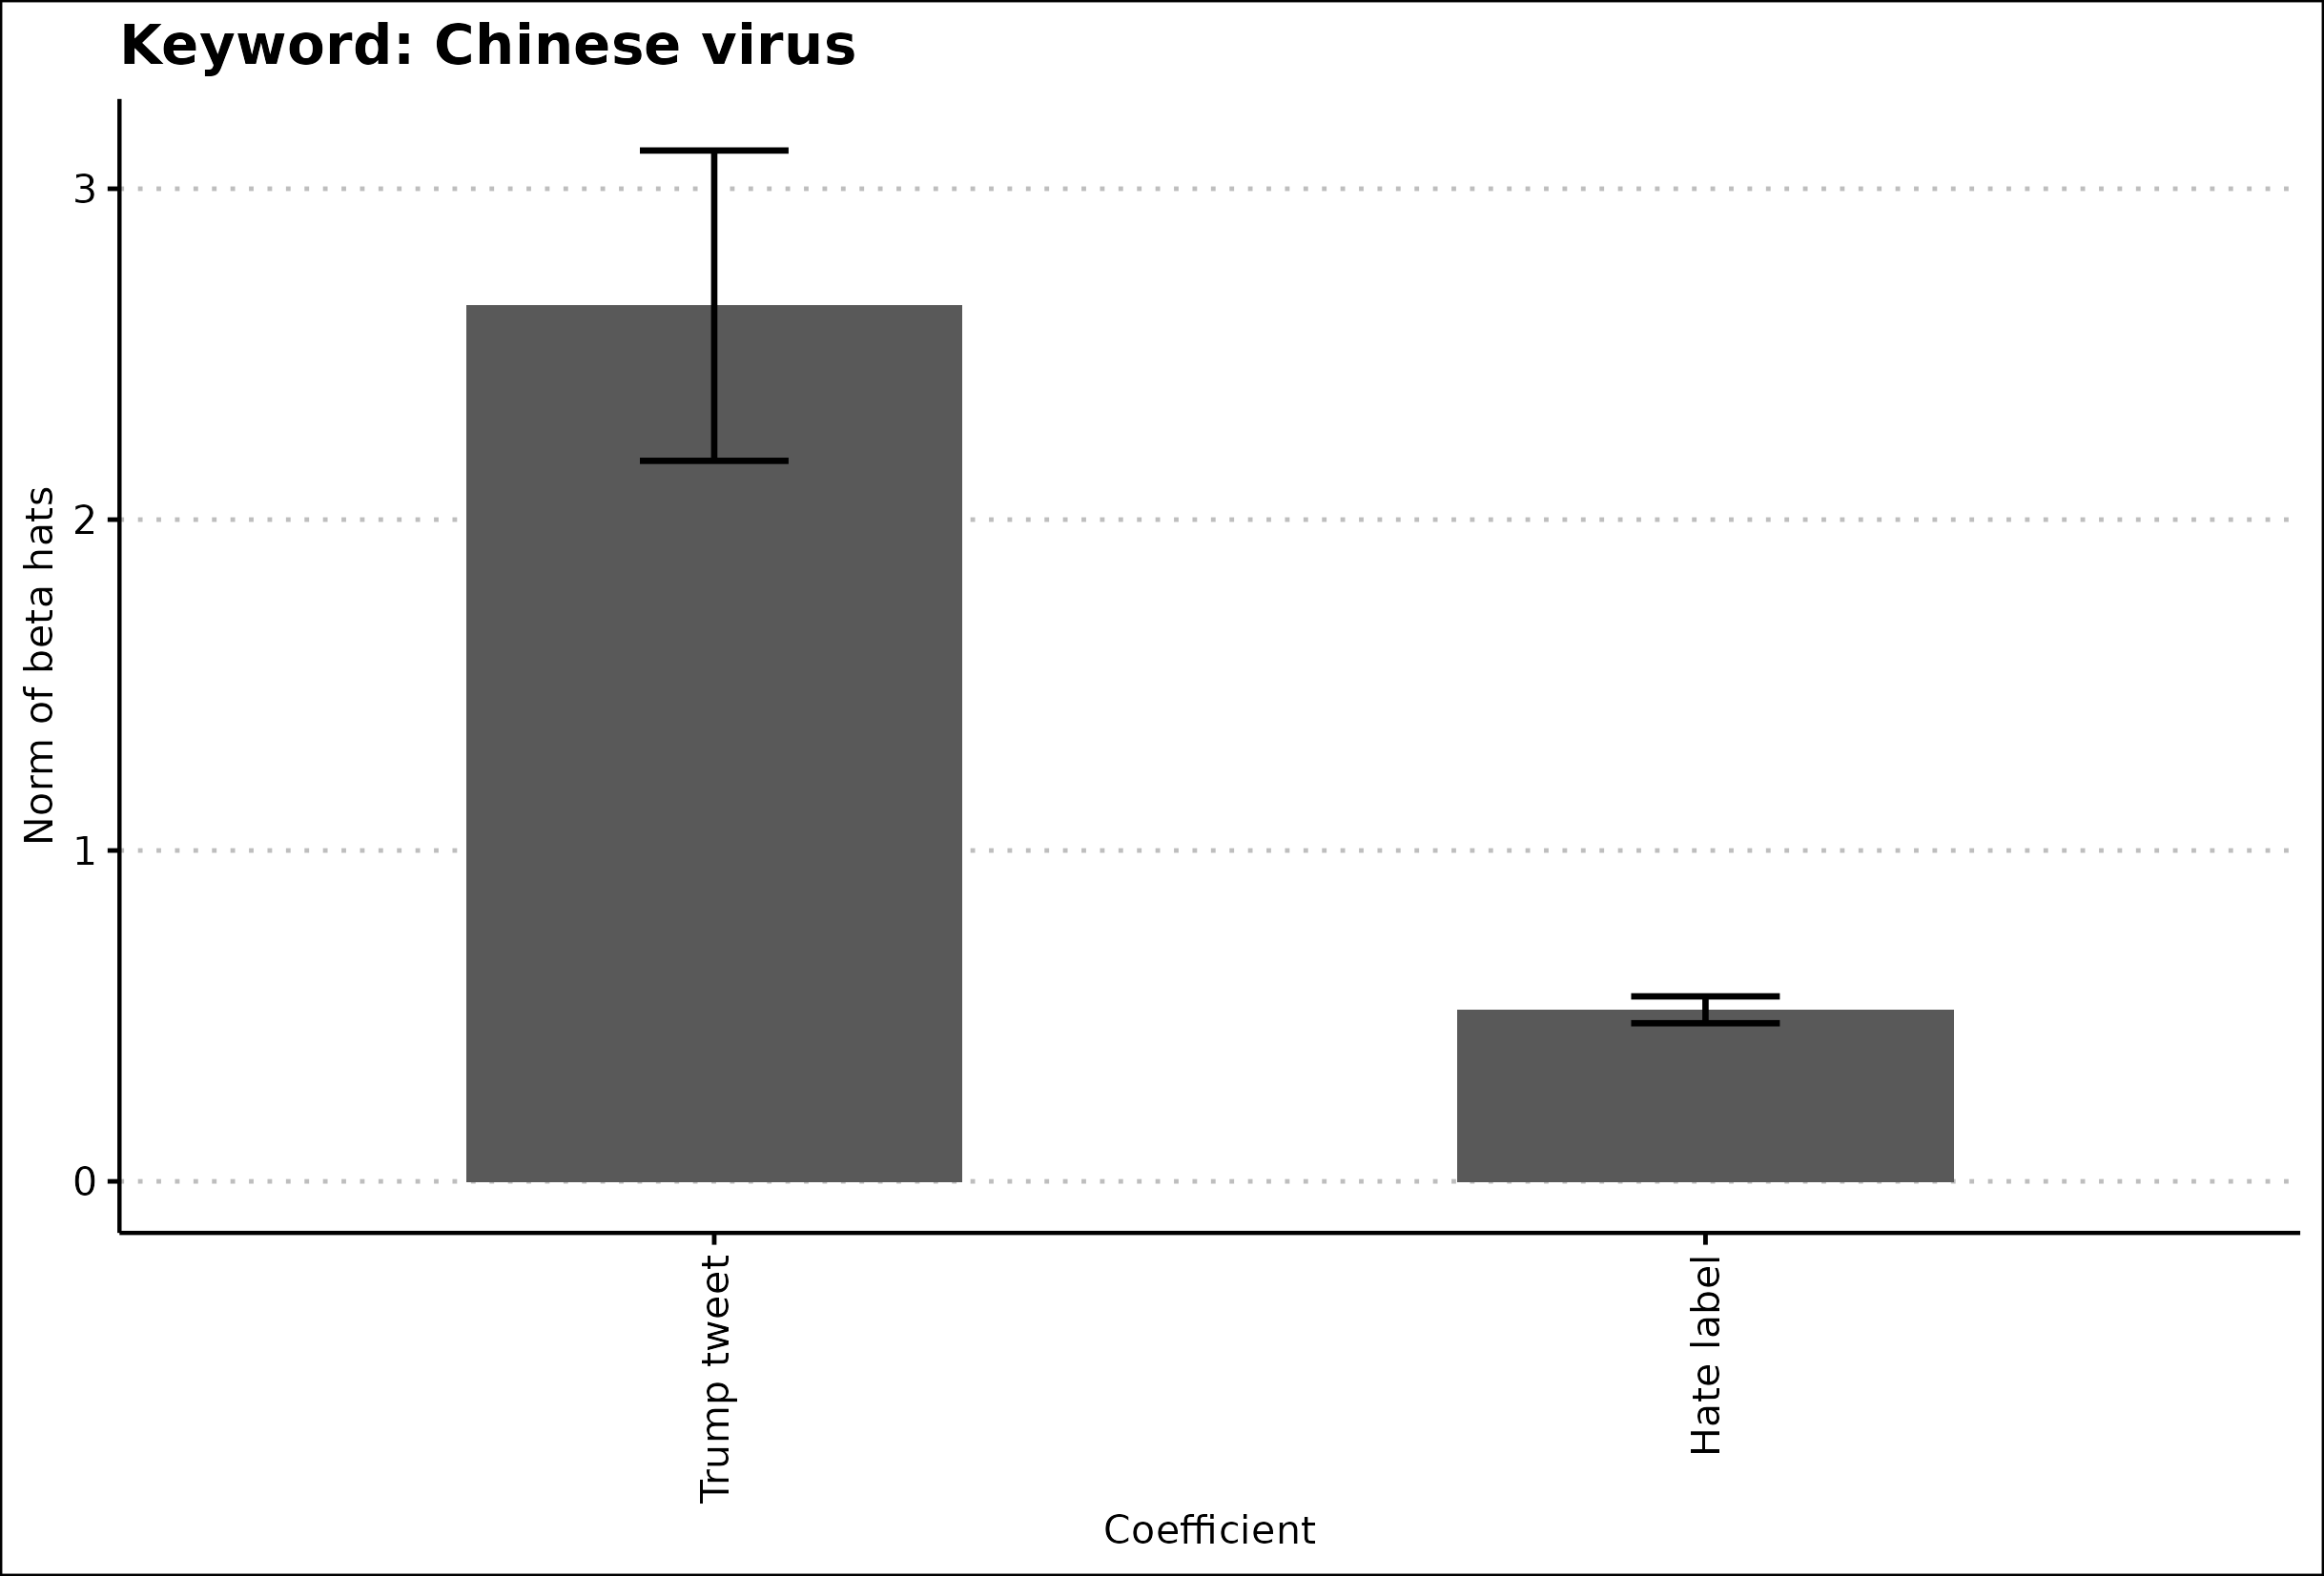 Keyword: Chinese virus
Norm of beta hats
3
2
1
0
Trump tweet
Hate label
Coefficient